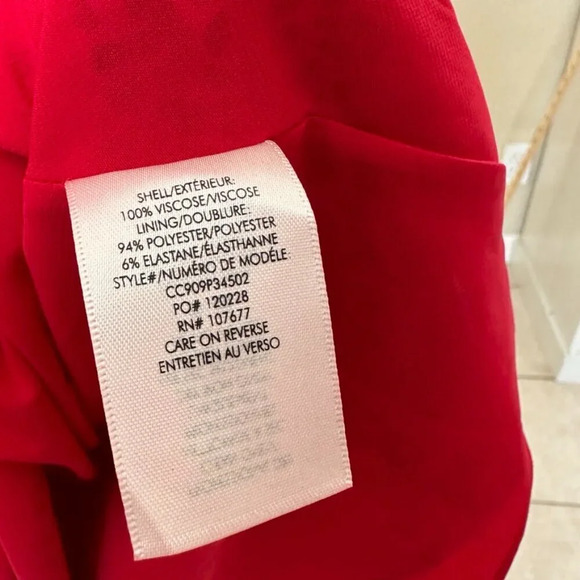 SHELL/EXTÉRIEUR:
100% VISCOSE/VISCOSE
LINING/DOUBLURE:
94% POLYESTER/POLYESTER
6% ELASTANE/ÉLASTHANNE
STYLE#/NUMÉRO DE MODÉLE
CC909P34502
PO# 120228
RN# 107677
CARE ON REVERSE
ENTRETIEN AU VERSO